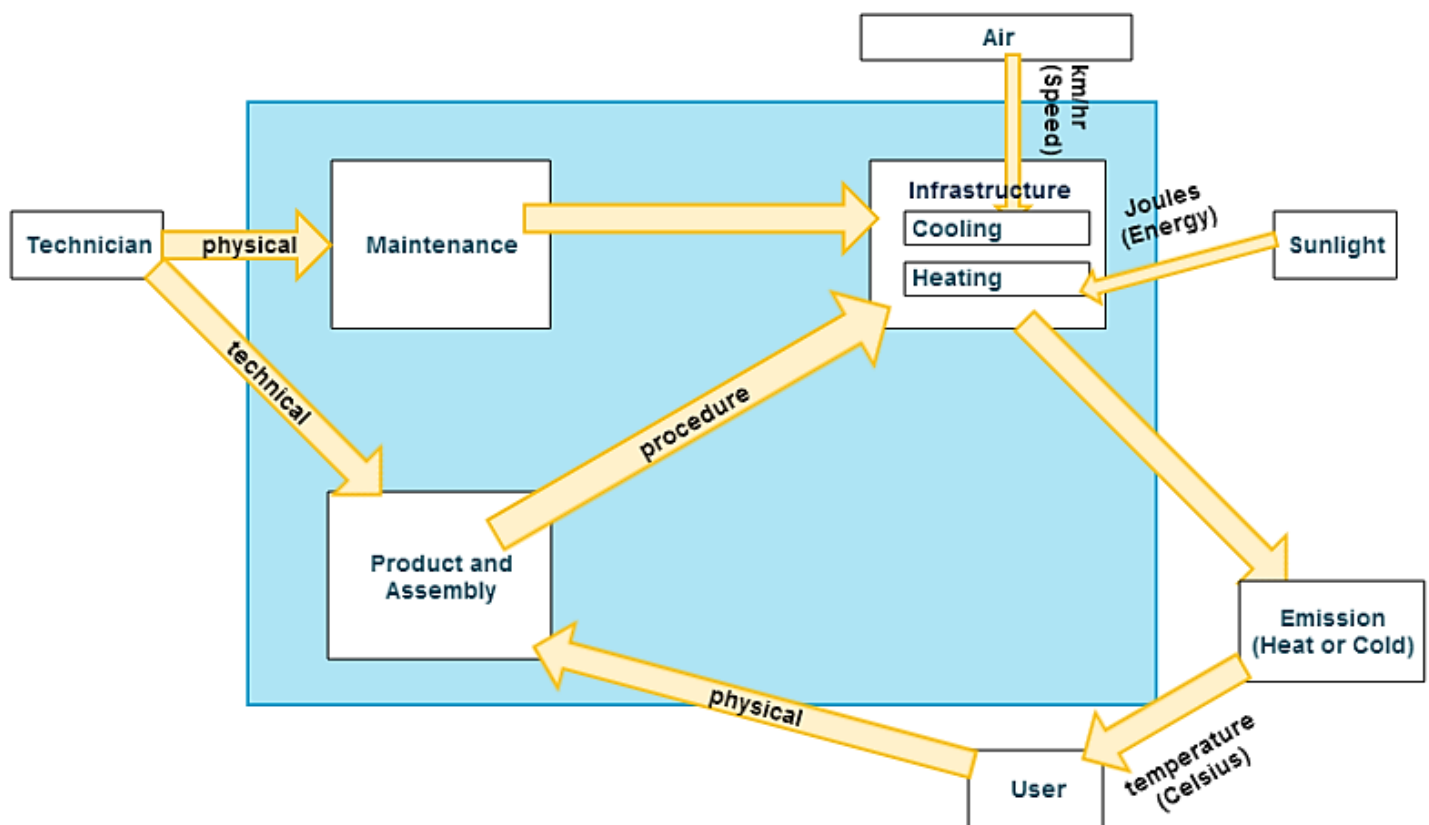 Air
km/hr
(Speed)
Infrastructure
Cooling
Heating
Joules
(Energy)
Sunlight
Technician
physical
Maintenance
technical
procedure
Product and
Assembly
Emission
(Heat or Cold)
physical
temperature
(Celsius)
User